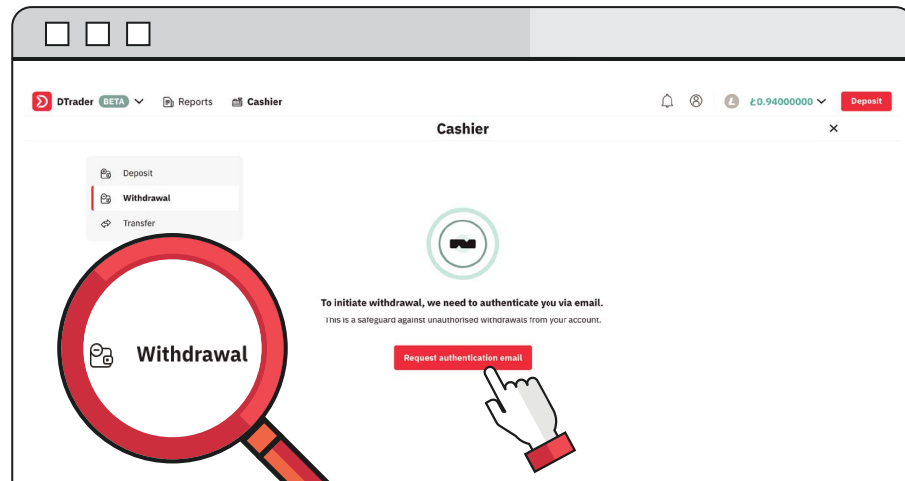 DTrader BETA Reports Cashier Ł0.94000000 Deposit
Cashier
Deposit
Withdrawal
Transfer
Withdrawal
To initiate withdrawal, we need to authenticate you via email.
This is a safeguard against unauthorised withdrawals from your account.
Request authentication email